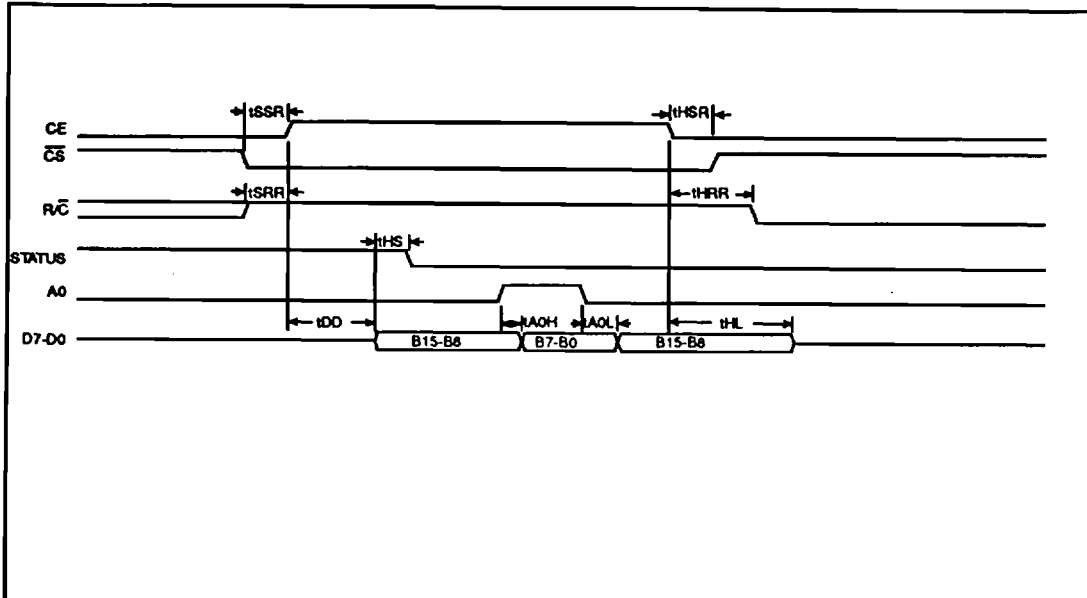 tSSR
tHSR
CE
C̅S̅
tSRR
tHRR
R/C̅
tHS
STATUS
A0
tDD
tA0H
tA0L
tHL
D7-D0
B15-B8
B7-B0
B15-B8